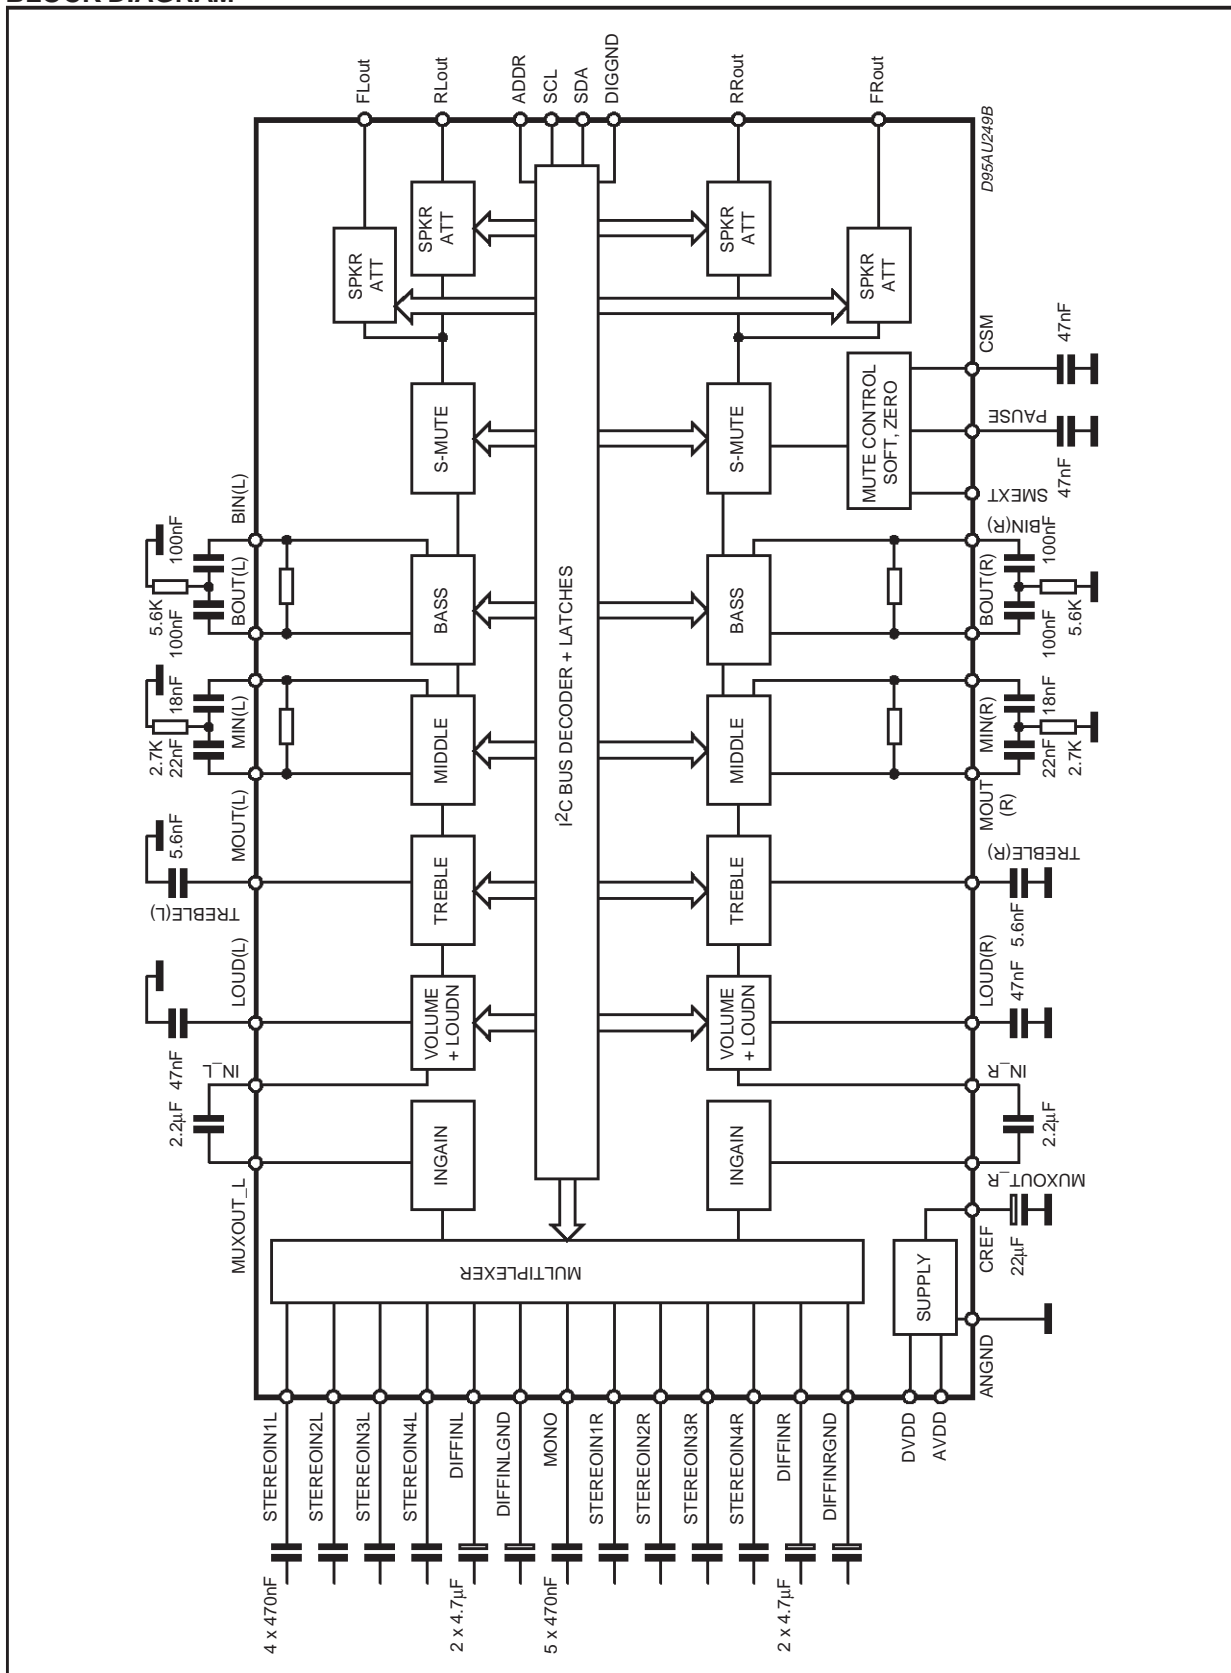 BLOCK DIAGRAM
FLout
RLout
ADDR
SCL
SDA
DIGGND
RRout
FRout
D95AU249B
SPKR
ATT
SPKR
ATT
SPKR
ATT
SPKR
ATT
S-MUTE
S-MUTE
MUTE CONTROL
SOFT, ZERO
CSM
47nF
PAUSE
47nF
SMEXT
BIN(L)
100nF
5.6K
BOUT(L)
100nF
BASS
BASS
I2C BUS DECODER + LATCHES
BIN(R)
100nF
BOUT(R)
100nF
5.6K
18nF
MIN(L)
2.7K
22nF
MOUT(L)
MIDDLE
MIDDLE
18nF
MIN(R)
22nF
2.7K
MOUT
(R)
5.6nF
TREBLE(L)
TREBLE
TREBLE
TREBLE(R)
5.6nF
LOUD(L)
47nF
VOLUME
+ LOUDN
VOLUME
+ LOUDN
LOUD(R)
47nF
IN_L
2.2µF
MUXOUT_L
INGAIN
INGAIN
IN_R
2.2µF
MUXOUT_R
MULTIPLEXER
SUPPLY
CREF
22µF
ANGND
STEREOIN1L
STEREOIN2L
STEREOIN3L
STEREOIN4L
DIFFINL
DIFFINLGND
MONO
STEREOIN1R
STEREOIN2R
STEREOIN3R
STEREOIN4R
DIFFINR
DIFFINRGND
DVDD
AVDD
4 x 470nF
2 x 4.7µF
5 x 470nF
2 x 4.7µF